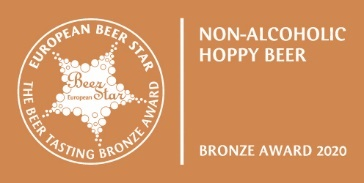 EUROPEAN BEER STAR
THE BEER TASTING BRONZE AWARD
Beer
European
Star
NON-ALCOHOLIC
HOPPY BEER
BRONZE AWARD 2020